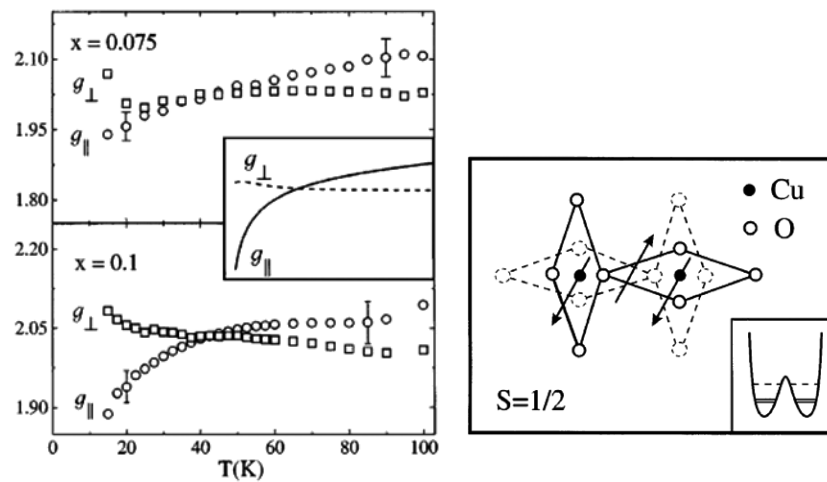 x = 0.075
2.10
g⊥
1.95
g∥
1.80
g⊥
g∥
x = 0.1
2.20
g⊥
2.05
g∥
1.90
20 40 60 80 100
T(K)
Cu
O
S=1/2